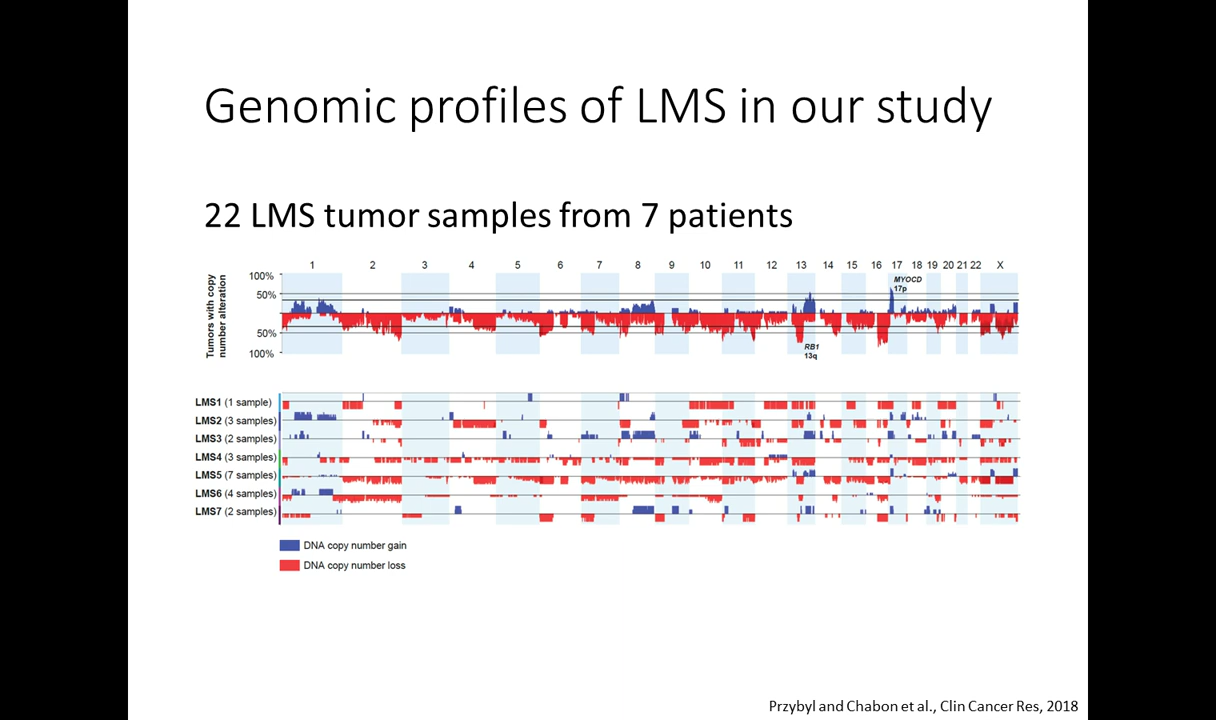 Genomic profiles of LMS in our study
22 LMS tumor samples from 7 patients
1 2 3 4 5 6 7 8 9 10 11 12 13 14 15 16 17 18 19 20 21 22 X
Tumors with copy
number alteration
100%
50%
50%
100%
MYOCD
17p
RB1
13q
LMS1 (1 sample)
LMS2 (3 samples)
LMS3 (2 samples)
LMS4 (3 samples)
LMS5 (7 samples)
LMS6 (4 samples)
LMS7 (2 samples)
DNA copy number gain
DNA copy number loss
Przybyl and Chabon et al., Clin Cancer Res, 2018